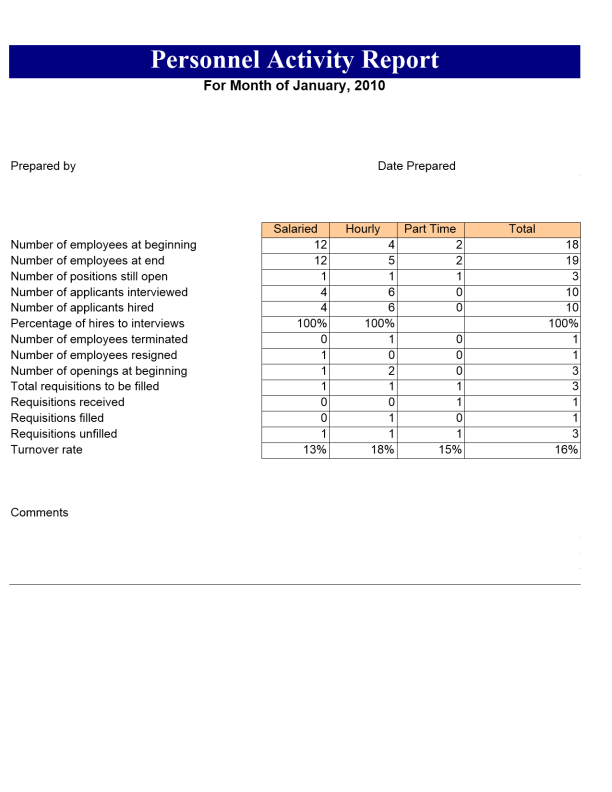 Personnel Activity Report
For Month of January, 2010
Prepared by Date Prepared
Salaried Hourly Part Time Total
Number of employees at beginning 12 4 2 18
Number of employees at end 12 5 2 19
Number of positions still open 1 1 1 3
Number of applicants interviewed 4 6 0 10
Number of applicants hired 4 6 0 10
Percentage of hires to interviews 100% 100% 100%
Number of employees terminated 0 1 0 1
Number of employees resigned 1 0 0 1
Number of openings at beginning 1 2 0 3
Total requisitions to be filled 1 1 1 3
Requisitions received 0 0 1 1
Requisitions filled 0 1 0 1
Requisitions unfilled 1 1 1 3
Turnover rate 13% 18% 15% 16%
Comments